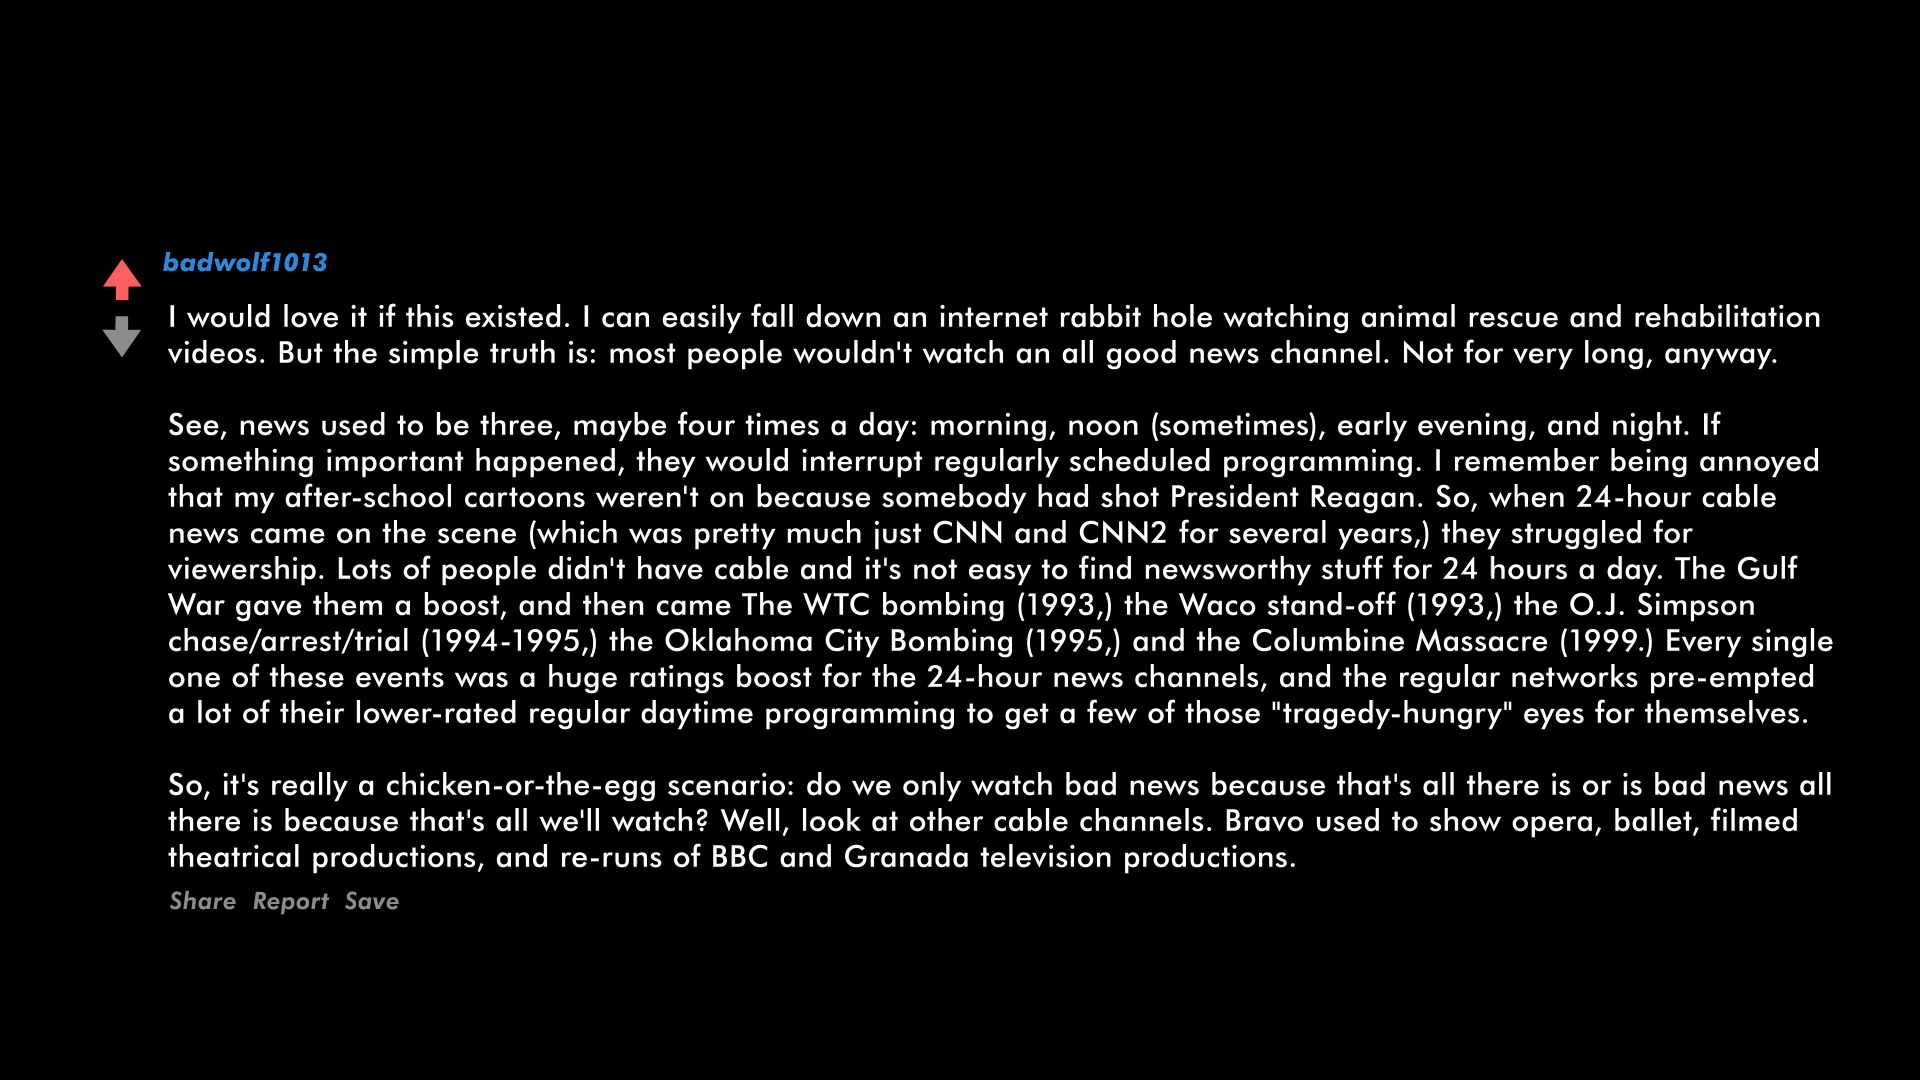 badwolf1013
I would love it if this existed. I can easily fall down an internet rabbit hole watching animal rescue and rehabilitation
videos. But the simple truth is: most people wouldn't watch an all good news channel. Not for very long, anyway.
See, news used to be three, maybe four times a day: morning, noon (sometimes), early evening, and night. If
something important happened, they would interrupt regularly scheduled programming. I remember being annoyed
that my after-school cartoons weren't on because somebody had shot President Reagan. So, when 24-hour cable
news came on the scene (which was pretty much just CNN and CNN2 for several years,) they struggled for
viewership. Lots of people didn't have cable and it's not easy to find newsworthy stuff for 24 hours a day. The Gulf
War gave them a boost, and then came The WTC bombing (1993,) the Waco stand-off (1993,) the O.J. Simpson
chase/arrest/trial (1994-1995,) the Oklahoma City Bombing (1995,) and the Columbine Massacre (1999.) Every single
one of these events was a huge ratings boost for the 24-hour news channels, and the regular networks pre-empted
a lot of their lower-rated regular daytime programming to get a few of those "tragedy-hungry" eyes for themselves.
So, it's really a chicken-or-the-egg scenario: do we only watch bad news because that's all there is or is bad news all
there is because that's all we'll watch? Well, look at other cable channels. Bravo used to show opera, ballet, filmed
theatrical productions, and re-runs of BBC and Granada television productions.
Share Report Save